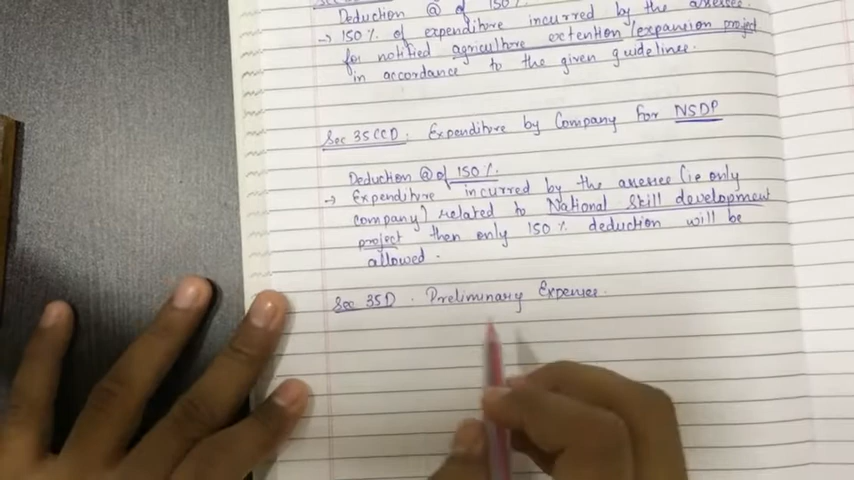 Deduction @ of 150%
→ 150% of expenditure incurred by the assessee
for notified agriculture extention / expansion project
in accordance to the given guidelines.
Sec 35CCD: Expenditure by Company for NSDP
Deduction @ of 150%.
→ Expenditure incurred by the assessee (ie only
company) related to National Skill development
project then only 150% deduction will be
allowed.
Sec 35D. Preliminary Expenses.